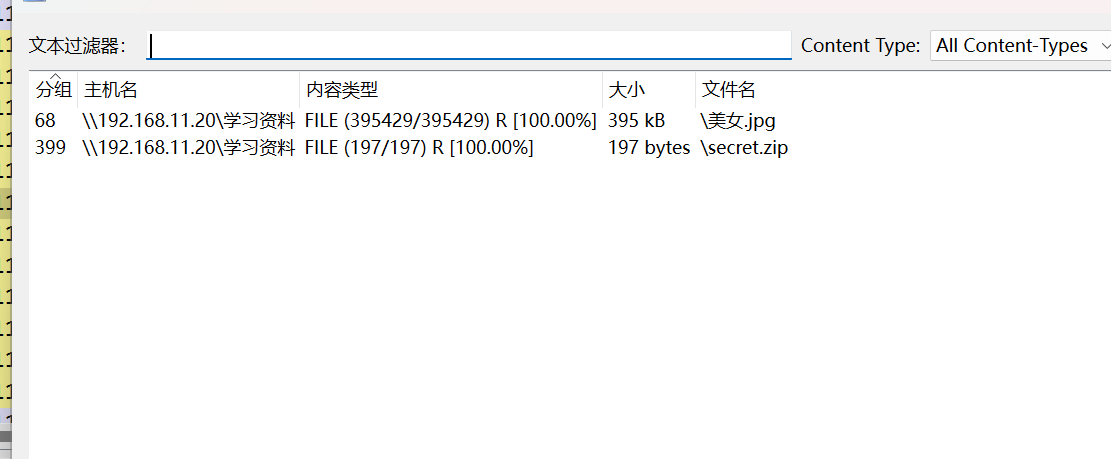 文本过滤器： Content Type: All Content-Types
分组 主机名 内容类型 大小 文件名
68 \\192.168.11.20\学习资料 FILE (395429/395429) R [100.00%] 395 kB \美女.jpg
399 \\192.168.11.20\学习资料 FILE (197/197) R [100.00%] 197 bytes \secret.zip